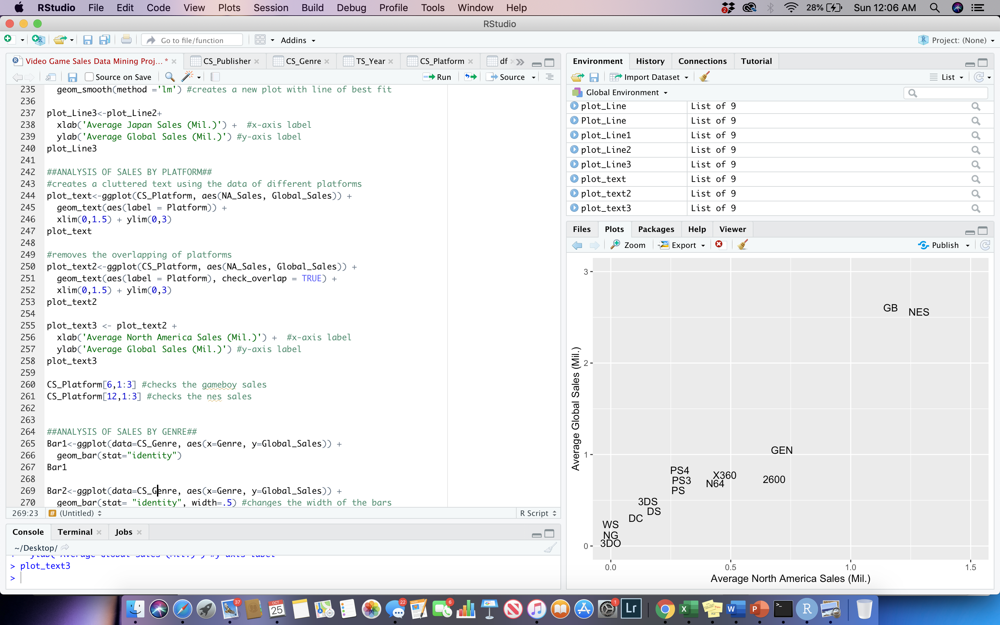 RStudio File Edit Code View Plots Session Build Debug Profile Tools Window Help 2 28% Sun 12:06 AM
RStudio
Go to file/function Addins Project: (None)
Video Game Sales Data Mining Proj... * CS_Publisher CS_Genre TS_Year CS_Platform df
Source on Save Run Source
235 geom_smooth(method ='lm') #creates a new plot with line of best fit
236
237 plot_Line3<-plot_Line2+
238 xlab('Average Japan Sales (Mil.)') + #x-axis label
239 ylab('Average Global Sales (Mil.)') #y-axis label
240 plot_Line3
241
242 ##ANALYSIS OF SALES BY PLATFORM##
243 #creates a cluttered text using the data of different platforms
244 plot_text<-ggplot(CS_Platform, aes(NA_Sales, Global_Sales)) +
245 geom_text(aes(label = Platform)) +
246 xlim(0,1.5) + ylim(0,3)
247 plot_text
248
249 #removes the overlapping of platforms
250 plot_text2<-ggplot(CS_Platform, aes(NA_Sales, Global_Sales)) +
251 geom_text(aes(label = Platform), check_overlap = TRUE) +
252 xlim(0,1.5) + ylim(0,3)
253 plot_text2
254
255 plot_text3 <- plot_text2 +
256 xlab('Average North America Sales (Mil.)') + #x-axis label
257 ylab('Average Global Sales (Mil.)') #y-axis label
258 plot_text3
259
260 CS_Platform[6,1:3] #checks the gameboy sales
261 CS_Platform[12,1:3] #checks the nes sales
262
263
264 ##ANALYSIS OF SALES BY GENRE##
265 Bar1<-ggplot(data=CS_Genre, aes(x=Genre, y=Global_Sales)) +
266 geom_bar(stat="identity")
267 Bar1
268
269 Bar2<-ggplot(data=CS_Genre, aes(x=Genre, y=Global_Sales)) +
270 geom_bar(stat= "identity", width=.5) #changes the width of the bars
269:23 # (Untitled) R Script
Console Terminal Jobs
~/Desktop/
+ ylab('Average Global Sales (Mil.)') #y-axis label
> plot_text3
>
Environment History Connections Tutorial
Import Dataset List
Global Environment
plot_Line List of 9
Plot_Line List of 9
plot_Line1 List of 9
plot_Line2 List of 9
plot_Line3 List of 9
plot_text List of 9
plot_text2 List of 9
plot_text3 List of 9
Files Plots Packages Help Viewer
Zoom Export Publish
3
GB NES
2
Average Global Sales (Mil.)
GEN
1
PS4
X360
PS3
N64
2600
PS
3DS
DS
DC
WS
NG
3DO
0
0.0 0.5 1.0 1.5
Average North America Sales (Mil.)
37 OCT 25 22 6 1 Lr X W P >_ R